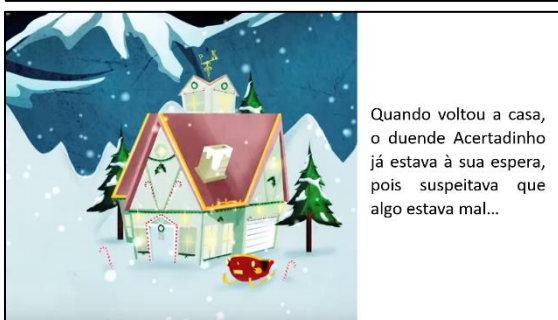 Quando voltou a casa,
o duende Acertadinho
já estava à sua espera,
pois suspeitava que
algo estava mal...